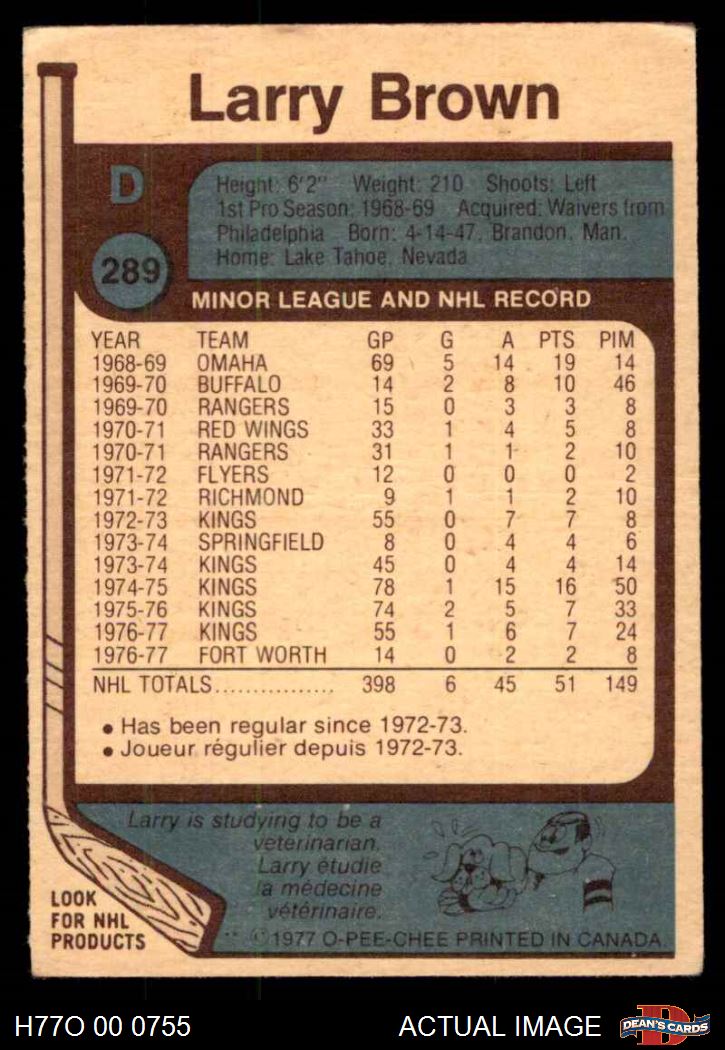 Larry Brown
D
289
Height: 6'2" Weight: 210 Shoots: Left
1st Pro Season: 1968-69 Acquired: Waivers from
Philadelphia Born: 4-14-47, Brandon, Man.
Home: Lake Tahoe, Nevada
MINOR LEAGUE AND NHL RECORD
YEAR TEAM GP G A PTS PIM
1968-69 OMAHA 69 5 14 19 14
1969-70 BUFFALO 14 2 8 10 46
1969-70 RANGERS 15 0 3 3 8
1970-71 RED WINGS 33 1 4 5 8
1970-71 RANGERS 31 1 1 2 10
1971-72 FLYERS 12 0 0 0 2
1971-72 RICHMOND 9 1 1 2 10
1972-73 KINGS 55 0 7 7 8
1973-74 SPRINGFIELD 8 0 4 4 6
1973-74 KINGS 45 0 4 4 14
1974-75 KINGS 78 1 15 16 50
1975-76 KINGS 74 2 5 7 33
1976-77 KINGS 55 1 6 7 24
1976-77 FORT WORTH 14 0 2 2 8
NHL TOTALS................ 398 6 45 51 149
• Has been regular since 1972-73.
• Joueur régulier depuis 1972-73.
Larry is studying to be a
veterinarian.
Larry étudie
la médecine
vétérinaire.
LOOK
FOR NHL
PRODUCTS
** ©1977 O-PEE-CHEE PRINTED IN CANADA
H77O 00 0755 ACTUAL IMAGE
D
DEAN'S CARDS